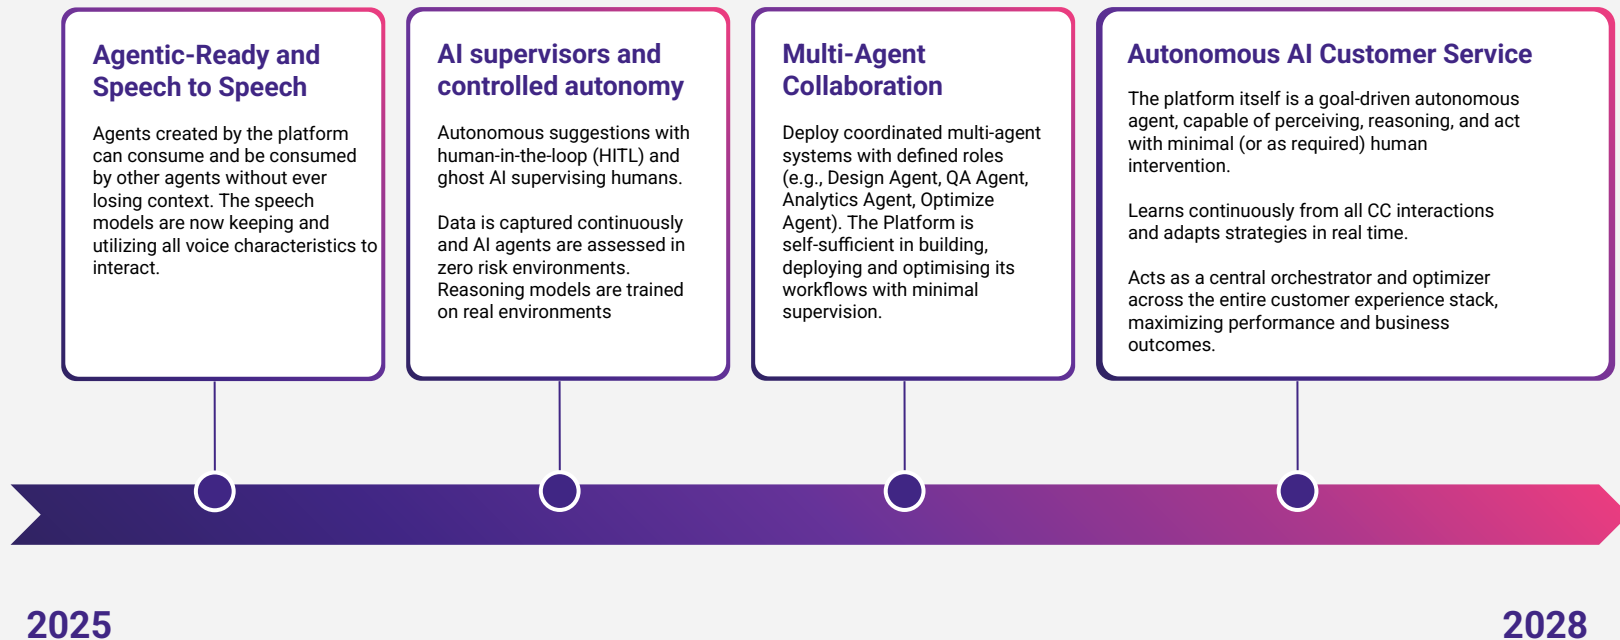 Agentic-Ready and
Speech to Speech
Agents created by the platform
can consume and be consumed
by other agents without ever
losing context. The speech
models are now keeping and
utilizing all voice characteristics to
interact.
AI supervisors and
controlled autonomy
Autonomous suggestions with
human-in-the-loop (HITL) and
ghost AI supervising humans.
Data is captured continuously
and AI agents are assessed in
zero risk environments.
Reasoning models are trained
on real environments
Multi-Agent
Collaboration
Deploy coordinated multi-agent
systems with defined roles
(e.g., Design Agent, QA Agent,
Analytics Agent, Optimize
Agent). The Platform is
self-sufficient in building,
deploying and optimising its
workflows with minimal
supervision.
Autonomous AI Customer Service
The platform itself is a goal-driven autonomous
agent, capable of perceiving, reasoning, and act
with minimal (or as required) human
intervention.
Learns continuously from all CC interactions
and adapts strategies in real time.
Acts as a central orchestrator and optimizer
across the entire customer experience stack,
maximizing performance and business
outcomes.
2025
2028